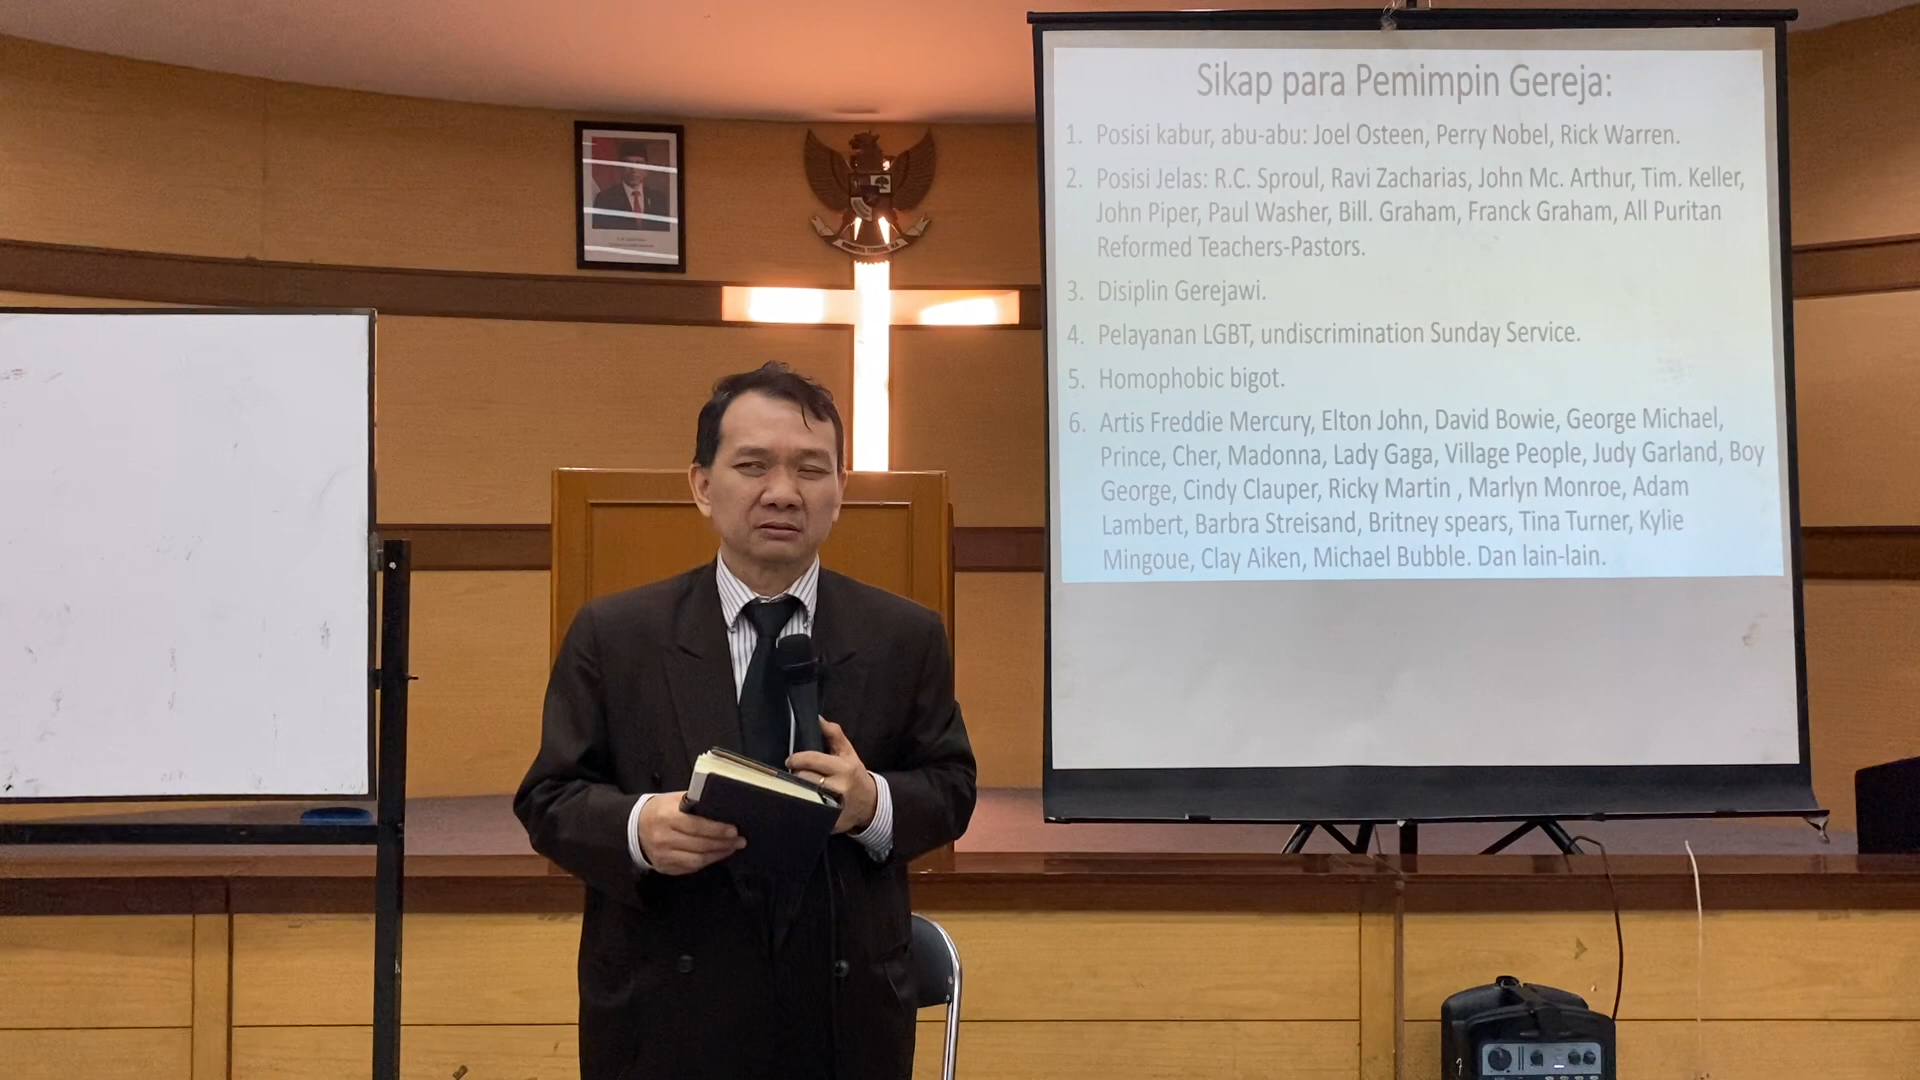 Sikap para Pemimpin Gereja:
1. Posisi kabur, abu-abu: Joel Osteen, Perry Nobel, Rick Warren.
2. Posisi Jelas: R.C. Sproul, Ravi Zacharias, John Mc. Arthur, Tim. Keller,
John Piper, Paul Washer, Bill. Graham, Franck Graham, All Puritan
Reformed Teachers-Pastors.
3. Disiplin Gerejawi.
4. Pelayanan LGBT, undiscrimination Sunday Service.
5. Homophobic bigot.
6. Artis Freddie Mercury, Elton John, David Bowie, George Michael,
Prince, Cher, Madonna, Lady Gaga, Village People, Judy Garland, Boy
George, Cindy Clauper, Ricky Martin , Marlyn Monroe, Adam
Lambert, Barbra Streisand, Britney spears, Tina Turner, Kylie
Mingoue, Clay Aiken, Michael Bubble. Dan lain-lain.